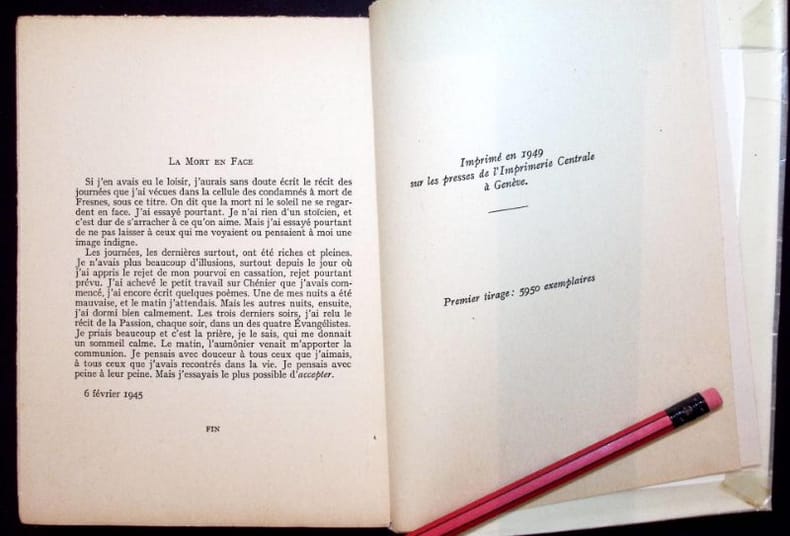 La Mort en Face
Si j'en avais eu le loisir, j'aurais sans doute écrit le récit des
journées que j'ai vécues dans la cellule des condamnés à mort de
Fresnes, sous ce titre. On dit que la mort ni le soleil ne se regar-
dent en face. J'ai essayé pourtant. Je n'ai rien d'un stoïcien, et
c'est dur de s'arracher à ce qu'on aime. Mais j'ai essayé pourtant
de ne pas laisser à ceux qui me voyaient ou pensaient à moi une
image indigne.
Les journées, les dernières surtout, ont été riches et pleines.
Je n'avais plus beaucoup d'illusions, surtout depuis le jour où
j'ai appris le rejet de mon pourvoi en cassation, rejet pourtant
prévu. J'ai achevé le petit travail sur Chénier que j'avais com-
mencé, j'ai encore écrit quelques poèmes. Une de mes nuits a été
mauvaise, et le matin j'attendais. Mais les autres nuits, ensuite,
j'ai dormi bien calmement. Les trois derniers soirs, j'ai relu le
récit de la Passion, chaque soir, dans un des quatre Évangélistes.
Je priais beaucoup et c'est la prière, je le sais, qui me donnait
un sommeil calme. Le matin, l'aumônier venait m'apporter la
communion. Je pensais avec douceur à tous ceux que j'aimais,
à tous ceux que j'avais recontrés dans la vie. Je pensais avec
peine à leur peine. Mais j'essayais le plus possible d'accepter.
6 février 1945
FIN
Imprimé en 1949
sur les presses de l'Imprimerie Centrale
à Genève.
Premier tirage : 5950 exemplaires